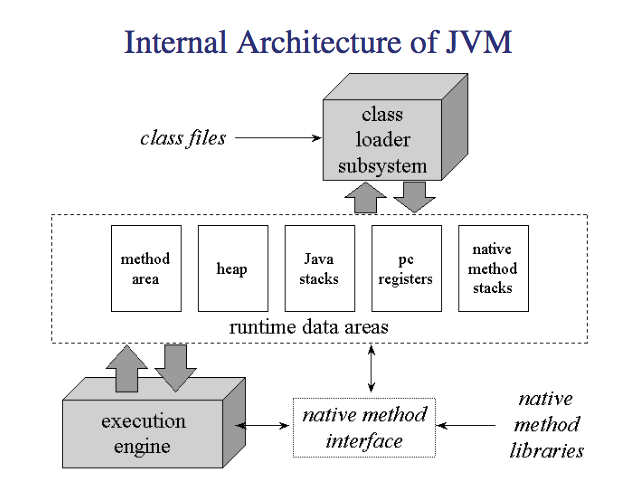 Internal Architecture of JVM
class
loader
subsystem
class files
method
area
heap
Java
stacks
pc
registers
native
method
stacks
runtime data areas
execution
engine
native method
interface
native
method
libraries